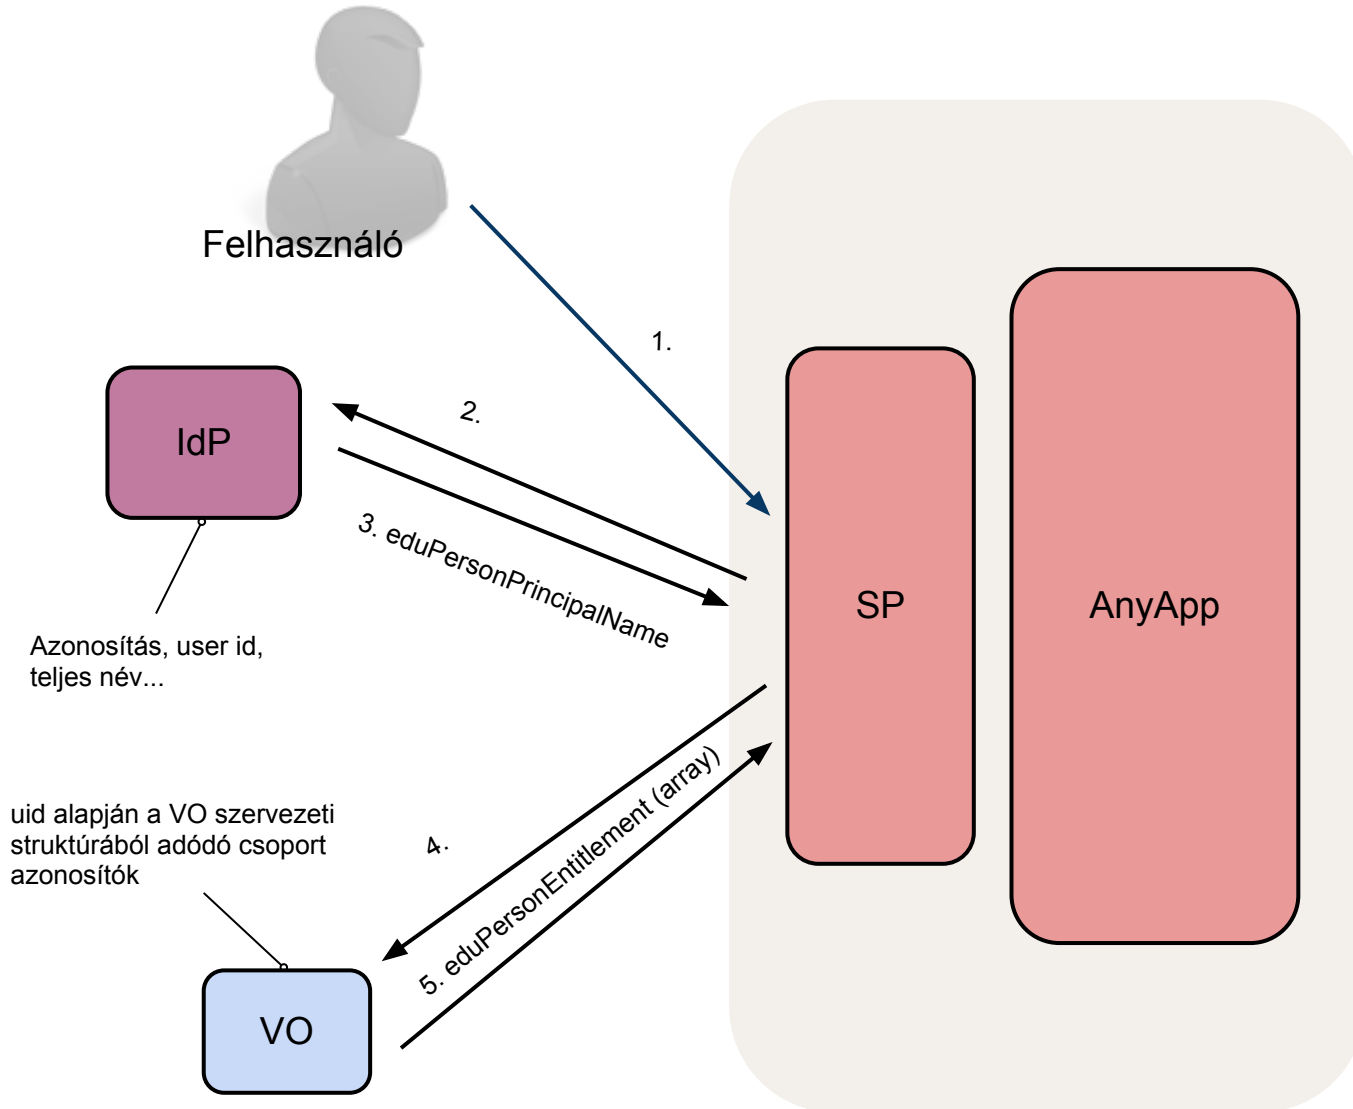 Felhasználó
1.
2.
IdP
3. eduPersonPrincipalName
SP
AnyApp
Azonosítás, user id,
teljes név...
uid alapján a VO szervezeti
struktúrából adódó csoport
azonosítók
4.
5. eduPersonEntitlement (array)
VO